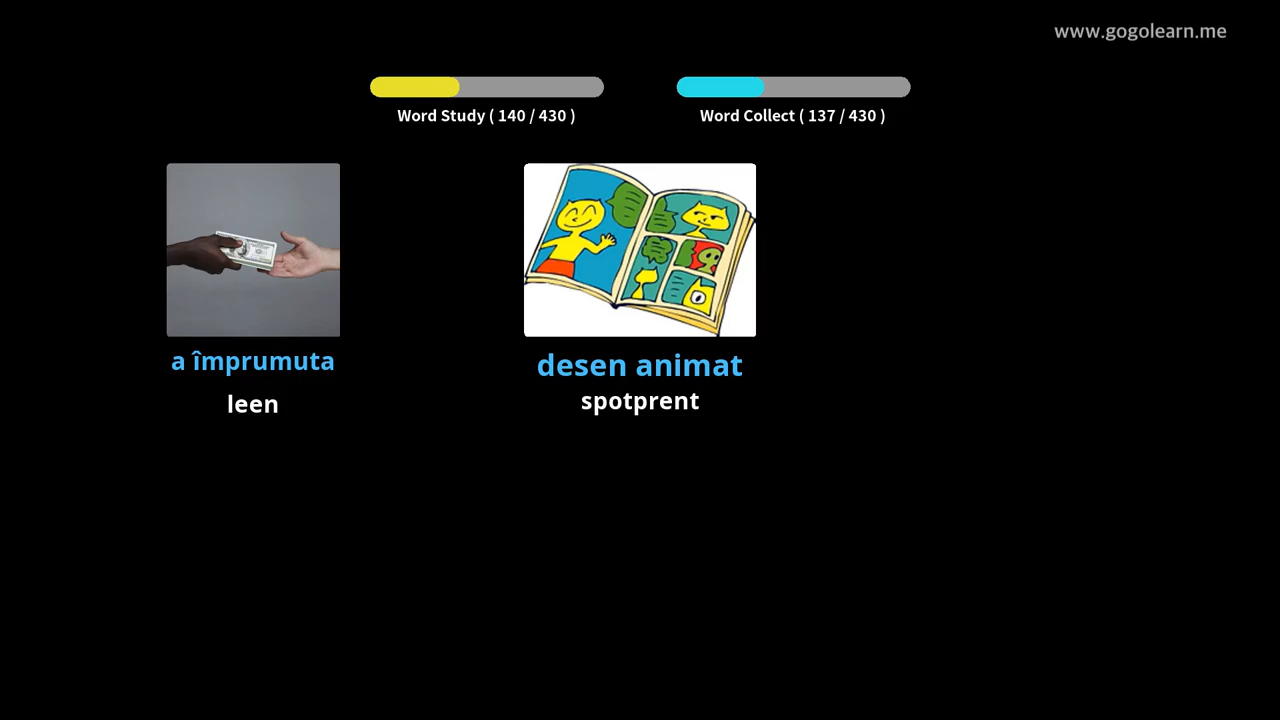 www.gogolearn.me
Word Study ( 140 / 430 )
Word Collect ( 137 / 430 )
a împrumuta
leen
desen animat
spotprent